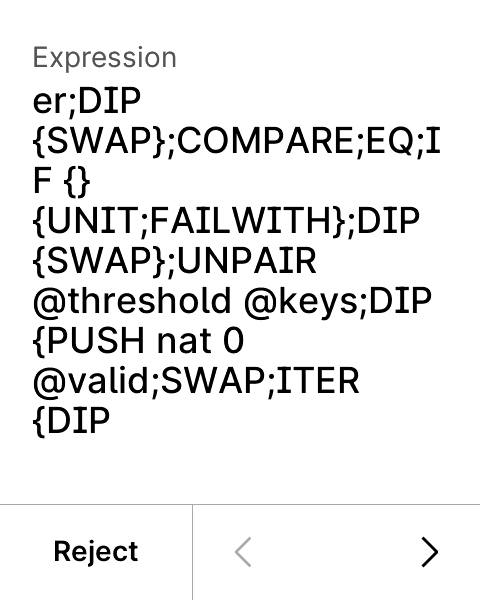 Expression
er;DIP
{SWAP};COMPARE;EQ;I
F {}
{UNIT;FAILWITH};DIP
{SWAP};UNPAIR
@threshold @keys;DIP
{PUSH nat 0
@valid;SWAP;ITER
{DIP
Reject